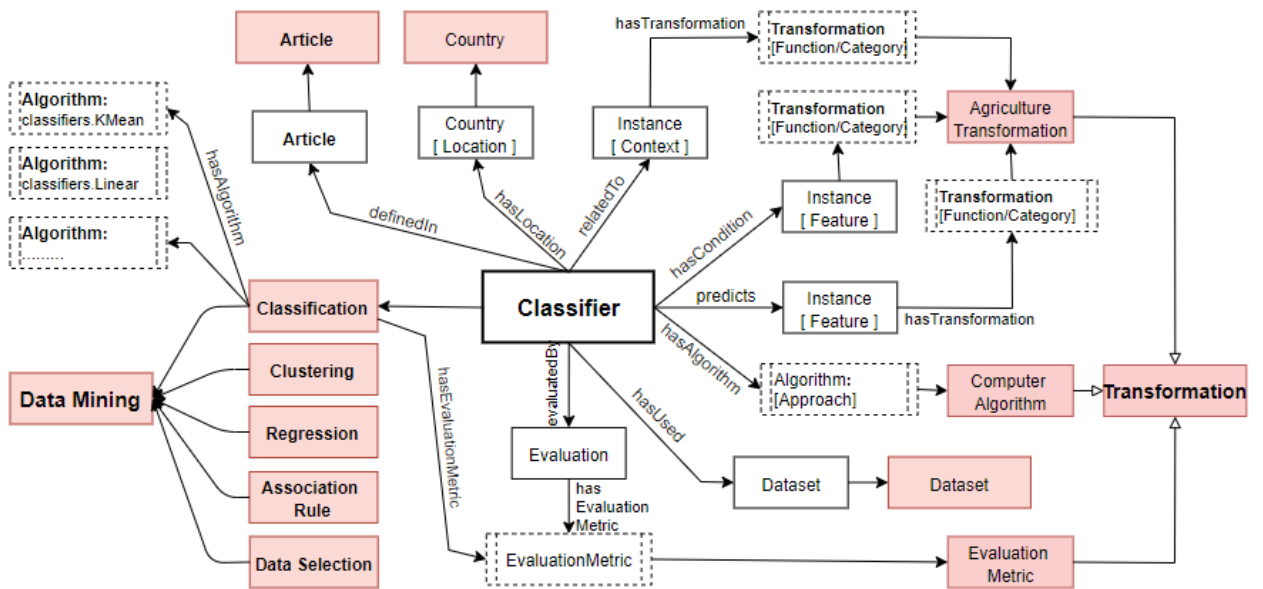 Article
Country
hasTransformation
Transformation
[Function/Category]
Algorithm:
classifiers.KMean
Article
Country
[ Location ]
Instance
[ Context ]
Transformation
[Function/Category]
Agriculture
Transformation
Algorithm:
classifiers.Linear
hasAlgorithm
definedIn
hasLocation
relatedTo
hasCondition
Instance
[ Feature ]
Transformation
[Function/Category]
Algorithm:
.........
Classification
Classifier
predicts
Instance
[ Feature ]
hasTransformation
Clustering
Data Mining
Regression
Association
Rule
Data Selection
hasEvaluationMetric
evaluatedBy
hasUsed
hasAlgorithm
Algorithm:
[Approach]
Computer
Algorithm
Transformation
Evaluation
Dataset
Dataset
has
Evaluation
Metric
EvaluationMetric
Evaluation
Metric